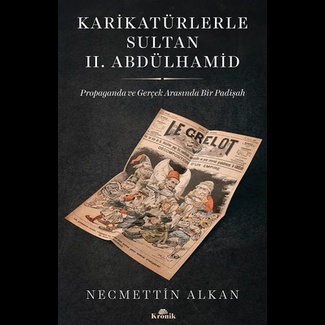 KARİKATÜRLERLE
SULTAN
II. ABDÜLHAMİD
Propaganda ve Gerçek Arasında Bir Padişah
LE GRELOT
Kronik
NECMETTİN ALKAN